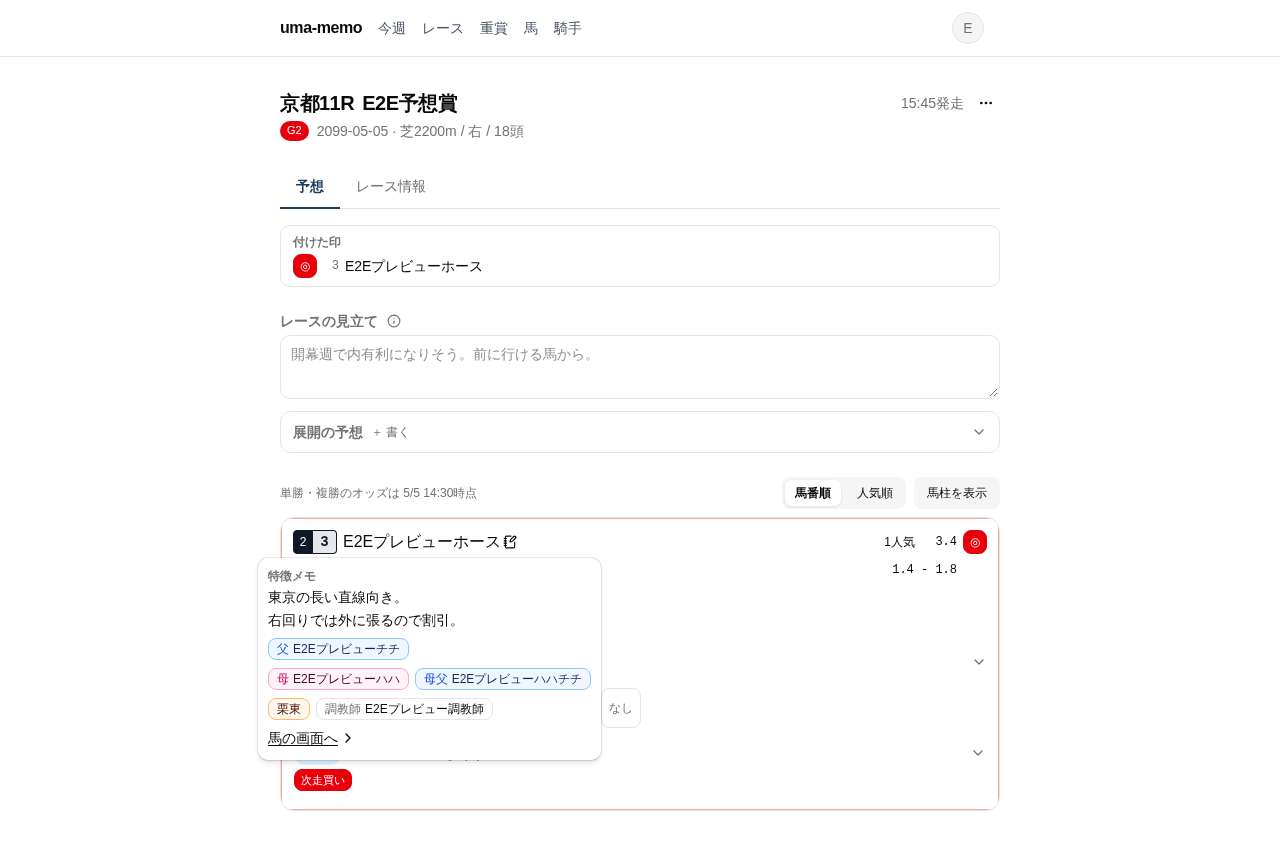 uma-memo 今週 レース 重賞 馬 騎手 E
京都11R E2E予想賞 15:45発走
G2 2099-05-05 · 芝2200m / 右 / 18頭
予想 レース情報
付けた印
◎ 3 E2Eプレビューホース
レースの見立て
開幕週で内有利になりそう。前に行ける馬から。
展開の予想 + 書く
単勝・複勝のオッズは 5/5 14:30時点 馬番順 人気順 馬柱を表示
2 3 E2Eプレビューホース 1人気 3.4 ◎
1.4 - 1.8
特徴メモ
東京の長い直線向き。
右回りでは外に張るので割引。
父 E2Eプレビューチチ
母 E2Eプレビューハハ 母父 E2Eプレビューハハチチ
栗東 調教師 E2Eプレビュー調教師
なし
馬の画面へ
次走買い